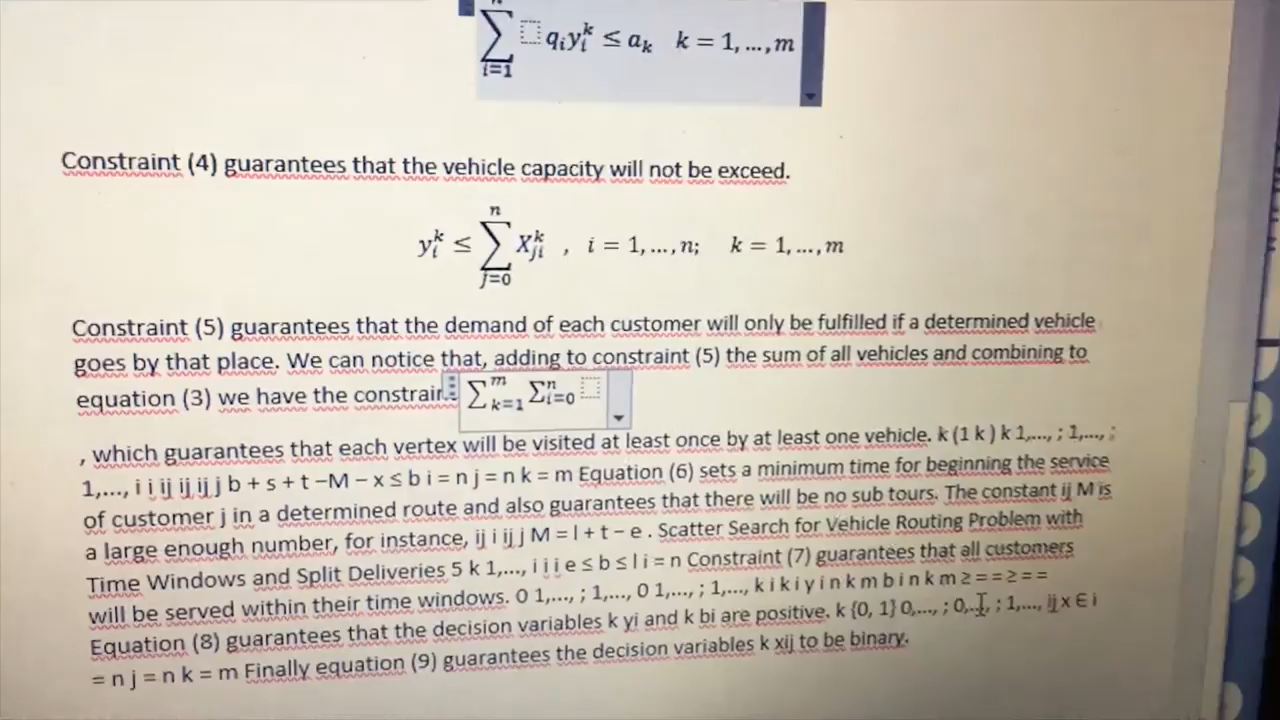 ∑_{i=1}^{n} q_i y_i^k ≤ a_k   k = 1, ..., m
Constraint (4) guarantees that the vehicle capacity will not be exceed.
y_i^k ≤ ∑_{j=0}^{n} X_{ji}^k , i = 1, ..., n; k = 1, ..., m
Constraint (5) guarantees that the demand of each customer will only be fulfilled if a determined vehicle
goes by that place. We can notice that, adding to constraint (5) the sum of all vehicles and combining to
equation (3) we have the constrain ∑_{k=1}^{m} ∑_{i=0}^{n}
, which guarantees that each vertex will be visited at least once by at least one vehicle. k (1 k ) k 1,..., ; 1,..., ;
1,..., i i ij ij ij j b + s + t −M − x ≤ b i = n j = n k = m Equation (6) sets a minimum time for beginning the service
of customer j in a determined route and also guarantees that there will be no sub tours. The constant ij M is
a large enough number, for instance, ij i ij j M = l + t − e . Scatter Search for Vehicle Routing Problem with
Time Windows and Split Deliveries 5 k 1,..., i i i e ≤ b ≤ l i = n Constraint (7) guarantees that all customers
will be served within their time windows. 0 1,..., ; 1,..., 0 1,..., ; 1,..., k i k i y i n k m b i n k m ≥ = = ≥ = =
Equation (8) guarantees that the decision variables k yi and k bi are positive. k {0, 1} 0,..., ; 0,..., ; 1,..., ij x ∈ i
= n j = n k = m Finally equation (9) guarantees the decision variables k xij to be binary.